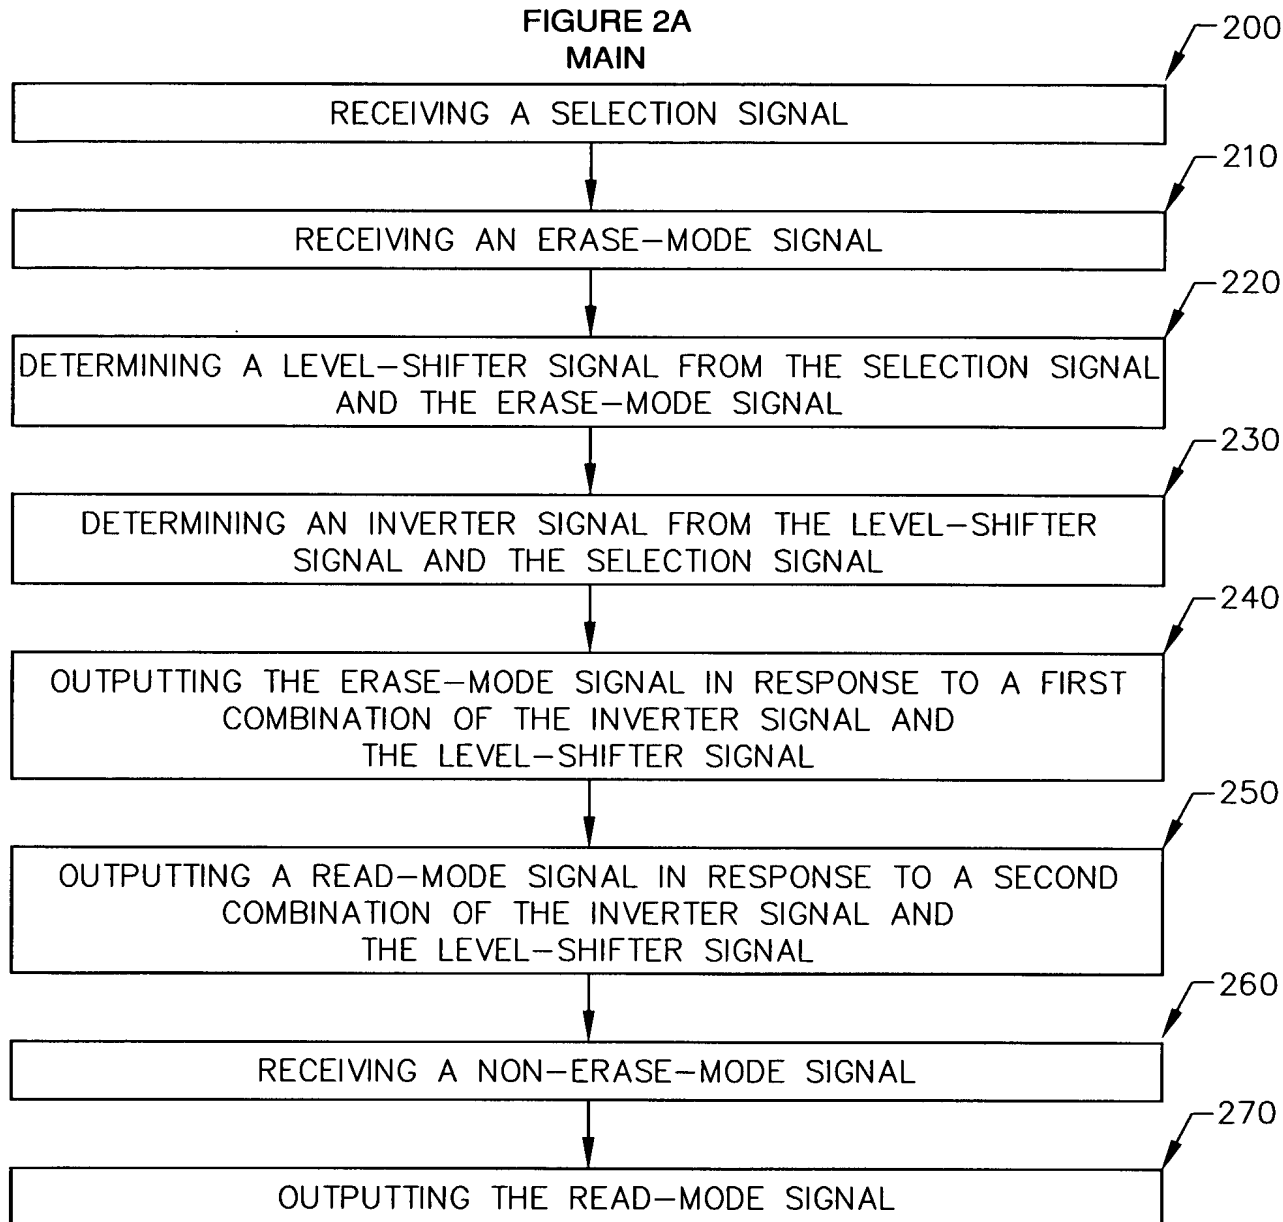 FIGURE 2A
MAIN
200
RECEIVING A SELECTION SIGNAL
210
RECEIVING AN ERASE-MODE SIGNAL
220
DETERMINING A LEVEL-SHIFTER SIGNAL FROM THE SELECTION SIGNAL
AND THE ERASE-MODE SIGNAL
230
DETERMINING AN INVERTER SIGNAL FROM THE LEVEL-SHIFTER
SIGNAL AND THE SELECTION SIGNAL
240
OUTPUTTING THE ERASE-MODE SIGNAL IN RESPONSE TO A FIRST
COMBINATION OF THE INVERTER SIGNAL AND
THE LEVEL-SHIFTER SIGNAL
250
OUTPUTTING A READ-MODE SIGNAL IN RESPONSE TO A SECOND
COMBINATION OF THE INVERTER SIGNAL AND
THE LEVEL-SHIFTER SIGNAL
260
RECEIVING A NON-ERASE-MODE SIGNAL
270
OUTPUTTING THE READ-MODE SIGNAL